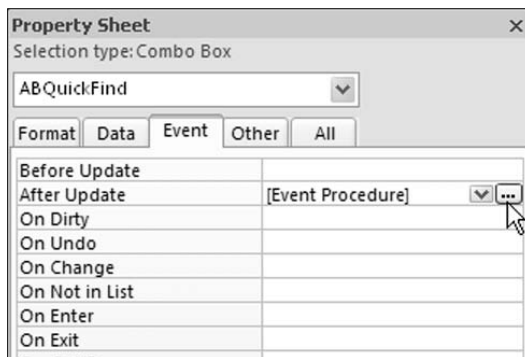 Property Sheet
Selection type: Combo Box
ABQuickFind
Format Data Event Other All
Before Update
After Update [Event Procedure] ...
On Dirty
On Undo
On Change
On Not in List
On Enter
On Exit